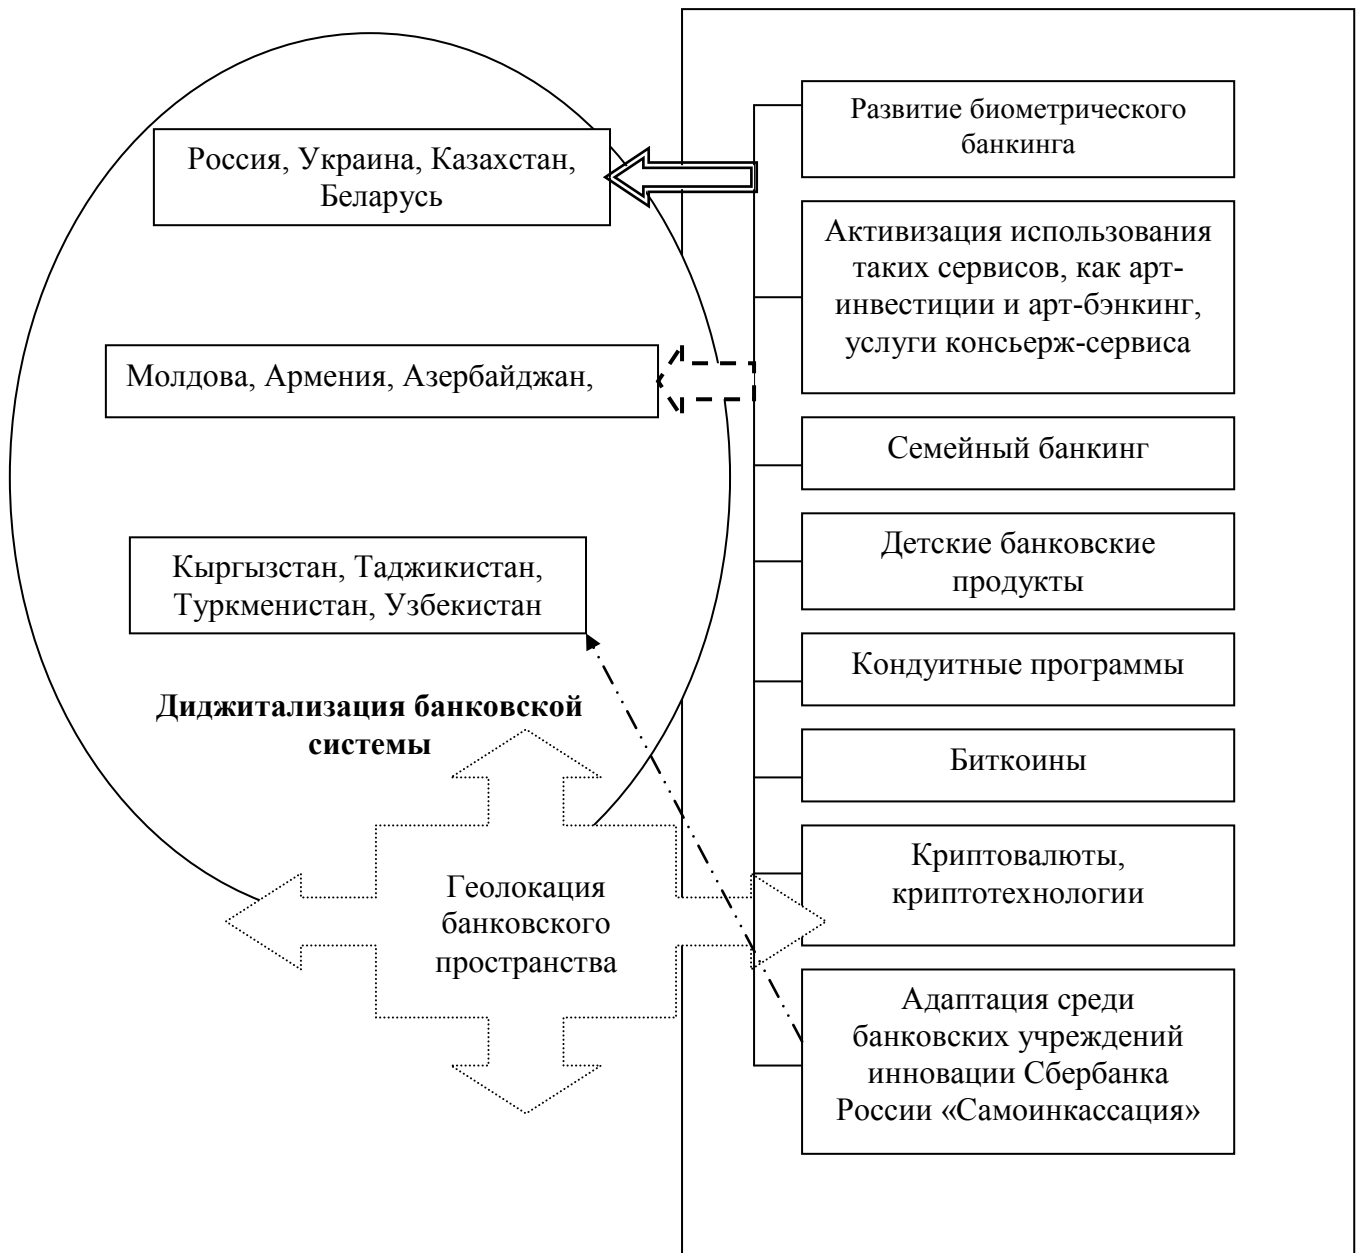 Россия, Украина, Казахстан,
Беларусь
Молдова, Армения, Азербайджан,
Кыргызстан, Таджикистан,
Туркменистан, Узбекистан
Диджитализация банковской
системы
Геолокация
банковского
пространства
Развитие биометрического
банкинга
Активизация использования
таких сервисов, как арт-
инвестиции и арт-бэнкинг,
услуги консьерж-сервиса
Семейный банкинг
Детские банковские
продукты
Кондуитные программы
Биткоины
Криптовалюты,
криптотехнологии
Адаптация среди
банковских учреждений
инновации Сбербанка
России «Самоинкассация»